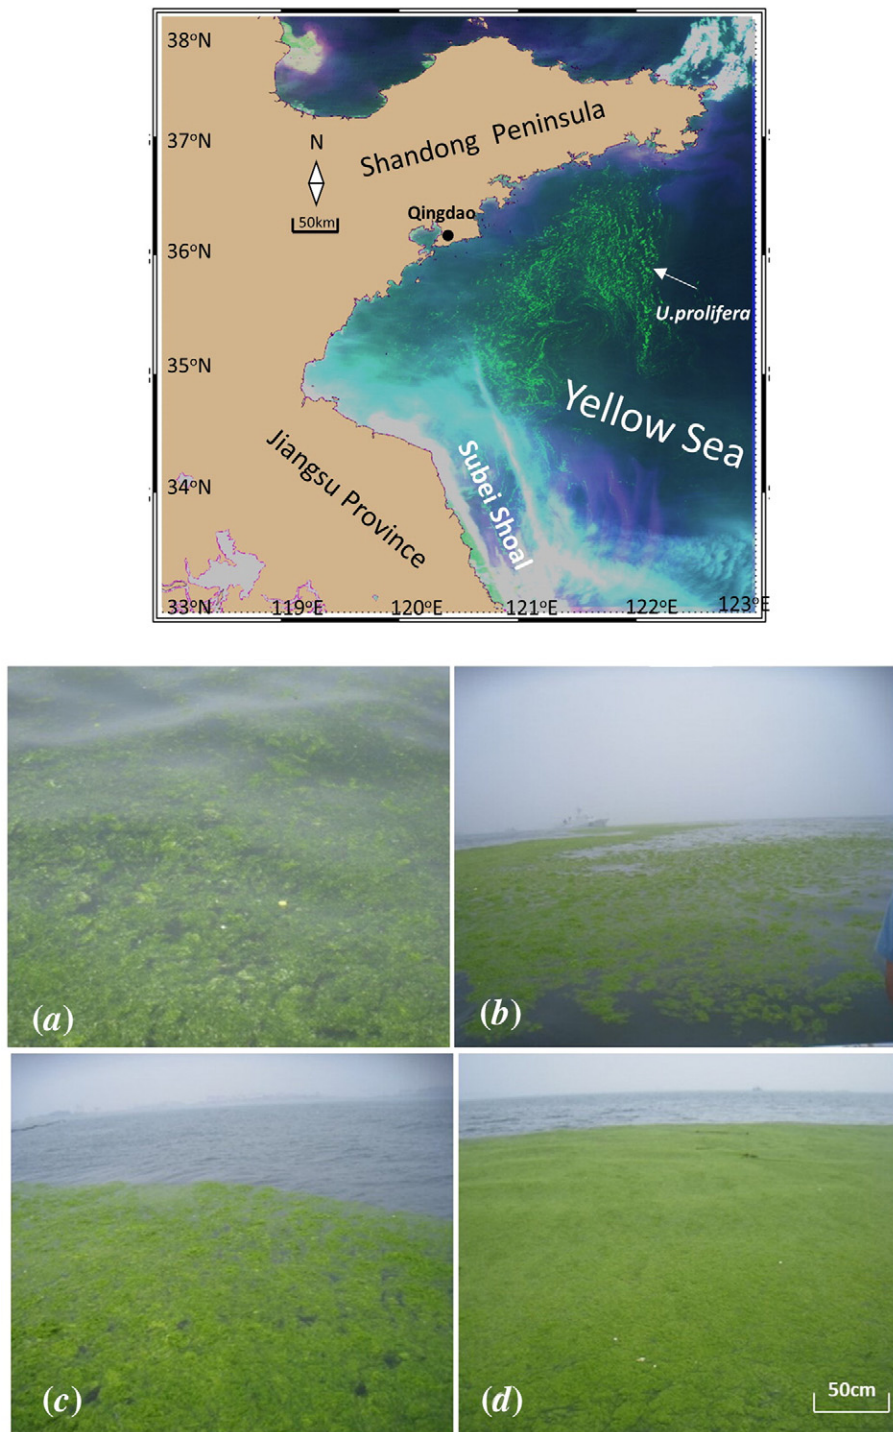 38°N
37°N
N
Shandong Peninsula
50km
Qingdao
36°N
U.prolifera
35°N
Yellow Sea
Jiangsu Province
Subei Shoal
34°N
33°N
119°E
120°E
121°E
122°E
123°E
(a)
(b)
(c)
(d)
50cm